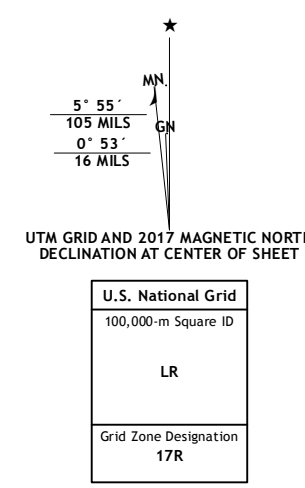 ★
MN.
5° 55´
105 MILS
GN
0° 53´
16 MILS
UTM GRID AND 2017 MAGNETIC NORT
DECLINATION AT CENTER OF SHEET
U.S. National Grid
100,000-m Square ID
LR
Grid Zone Designation
17R